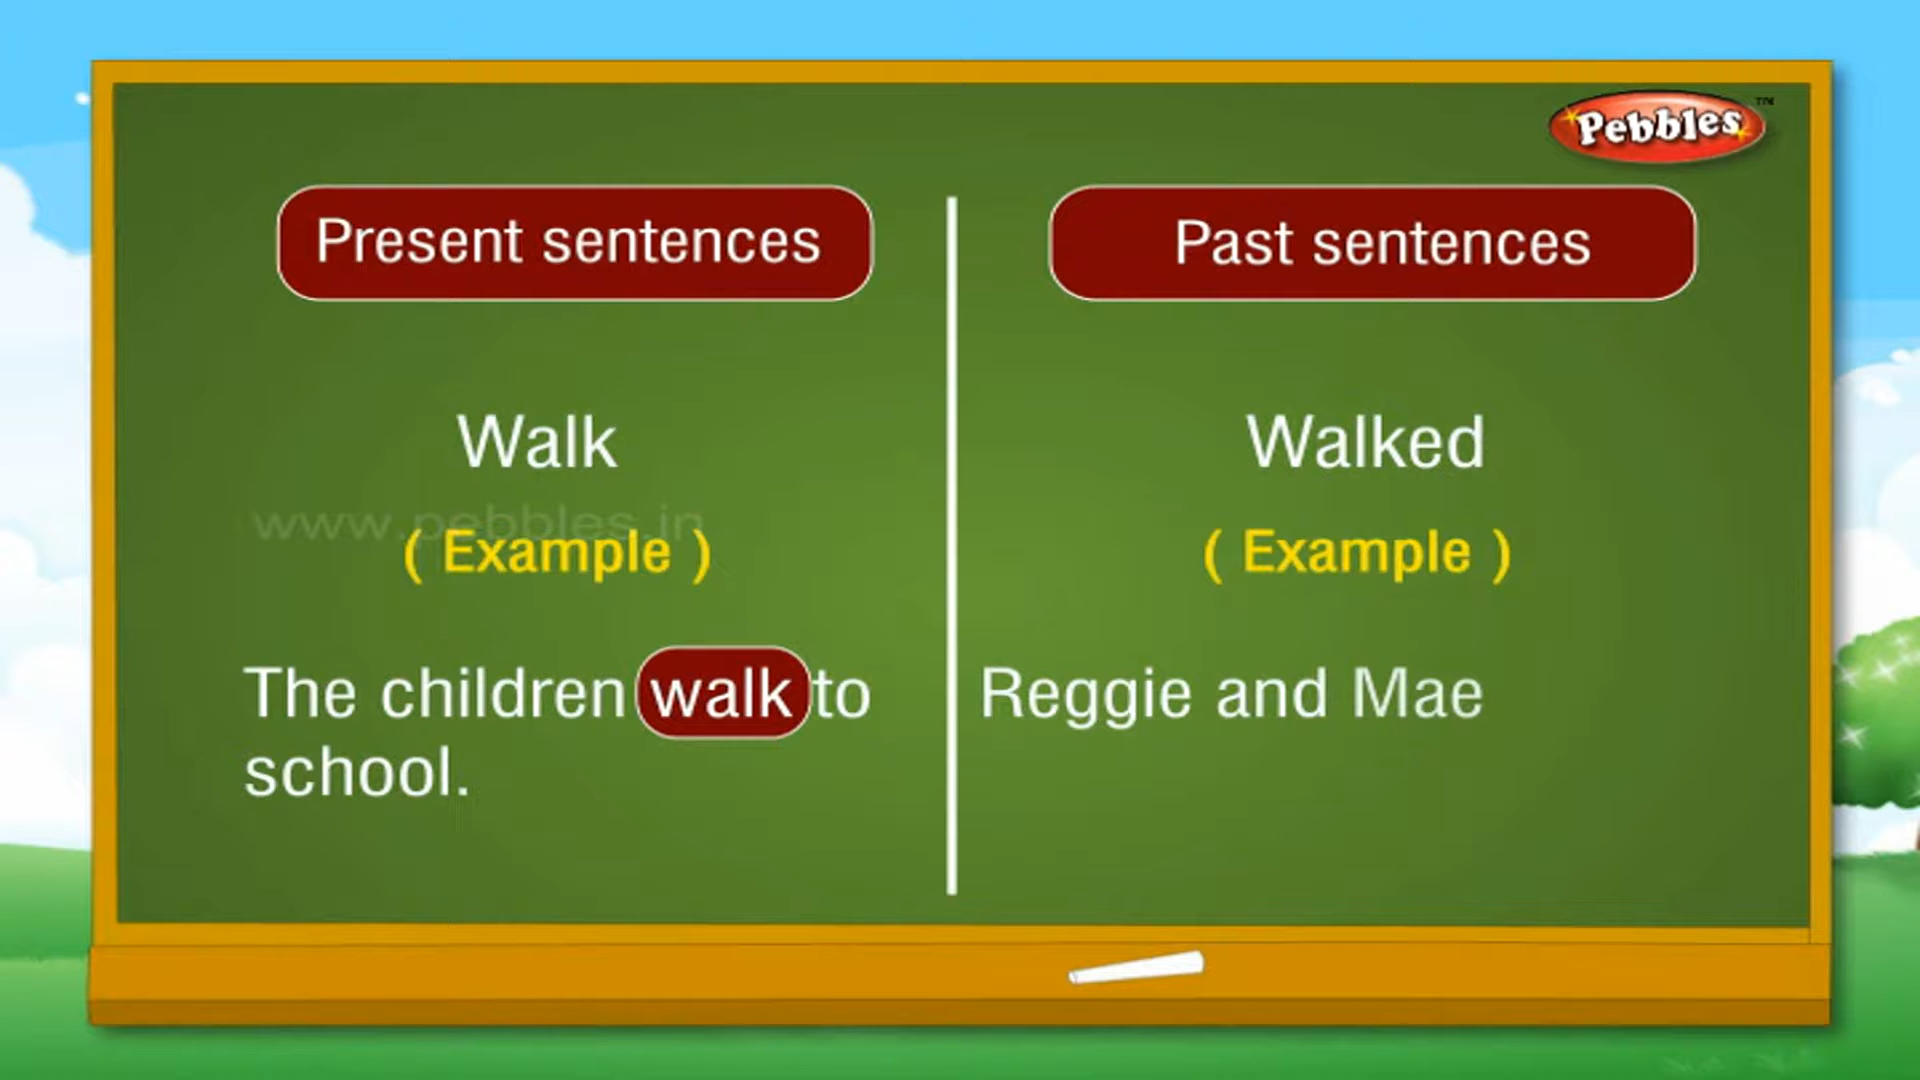 Pebbles™
Present sentences
Past sentences
Walk
Walked
www.pebbles.in
( Example )
( Example )
The children walk to
school.
Reggie and Mae